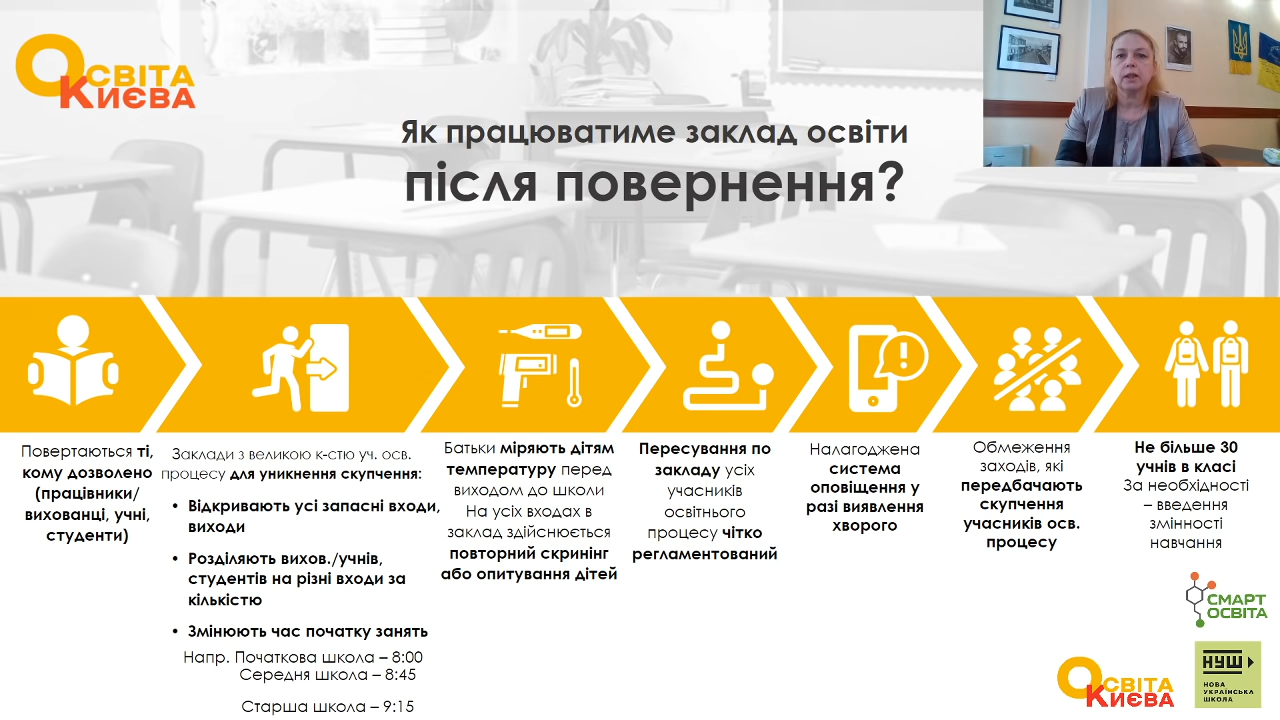 ОСВІТА
КИЄВА
Як працюватиме заклад освіти
після повернення?
Повертаються ті,
кому дозволено
(працівники/
вихованці, учні,
студенти)
Заклади з великою к-стю уч. осв.
процесу для уникнення скупчення:
• Відкривають усі запасні входи,
виходи
• Розділяють вихов./учнів,
студентів на різні входи за
кількістю
• Змінюють час початку занять
Напр. Початкова школа – 8:00
Середня школа – 8:45
Старша школа – 9:15
Батьки міряють дітям
температуру перед
виходом до школи
На усіх входах в
заклад здійснюється
повторний скринінг
або опитування дітей
Пересування по
закладу усіх
учасників
освітнього
процесу чітко
регламентований
Налагоджена
система
оповіщення у
разі виявлення
хворого
Обмеження
заходів, які
передбачають
скупчення
учасників осв.
процесу
Не більше 30
учнів в класі
За необхідності
– введення
змінності
навчання
СМАРТ
ОСВІТА
ОСВІТА
КИЄВА
НУШ
НОВА
УКРАЇНСЬКА
ШКОЛА